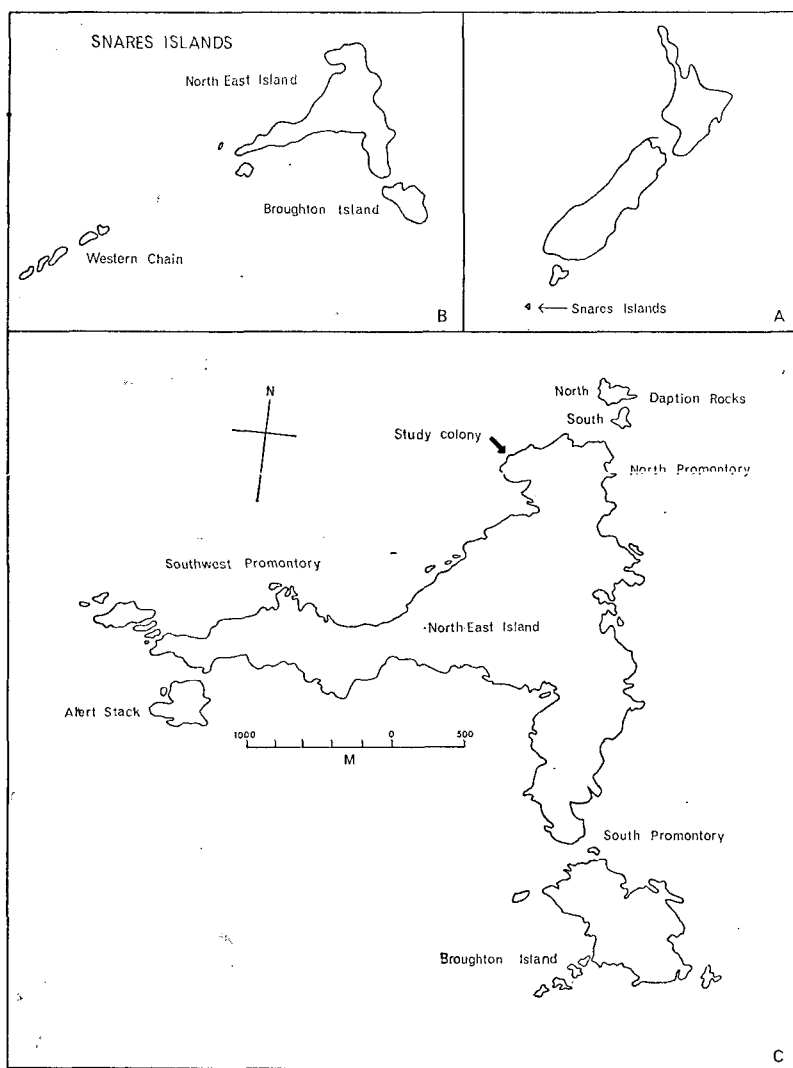 SNARES ISLANDS
North East Island
Broughton Island
Western Chain
B
Snares Islands
A
N
North
Daption Rocks
South
Study colony
North Promontory
Southwest Promontory
North East Island
Alert Stack
1000 0 500
M
South Promontory
Broughton Island
C